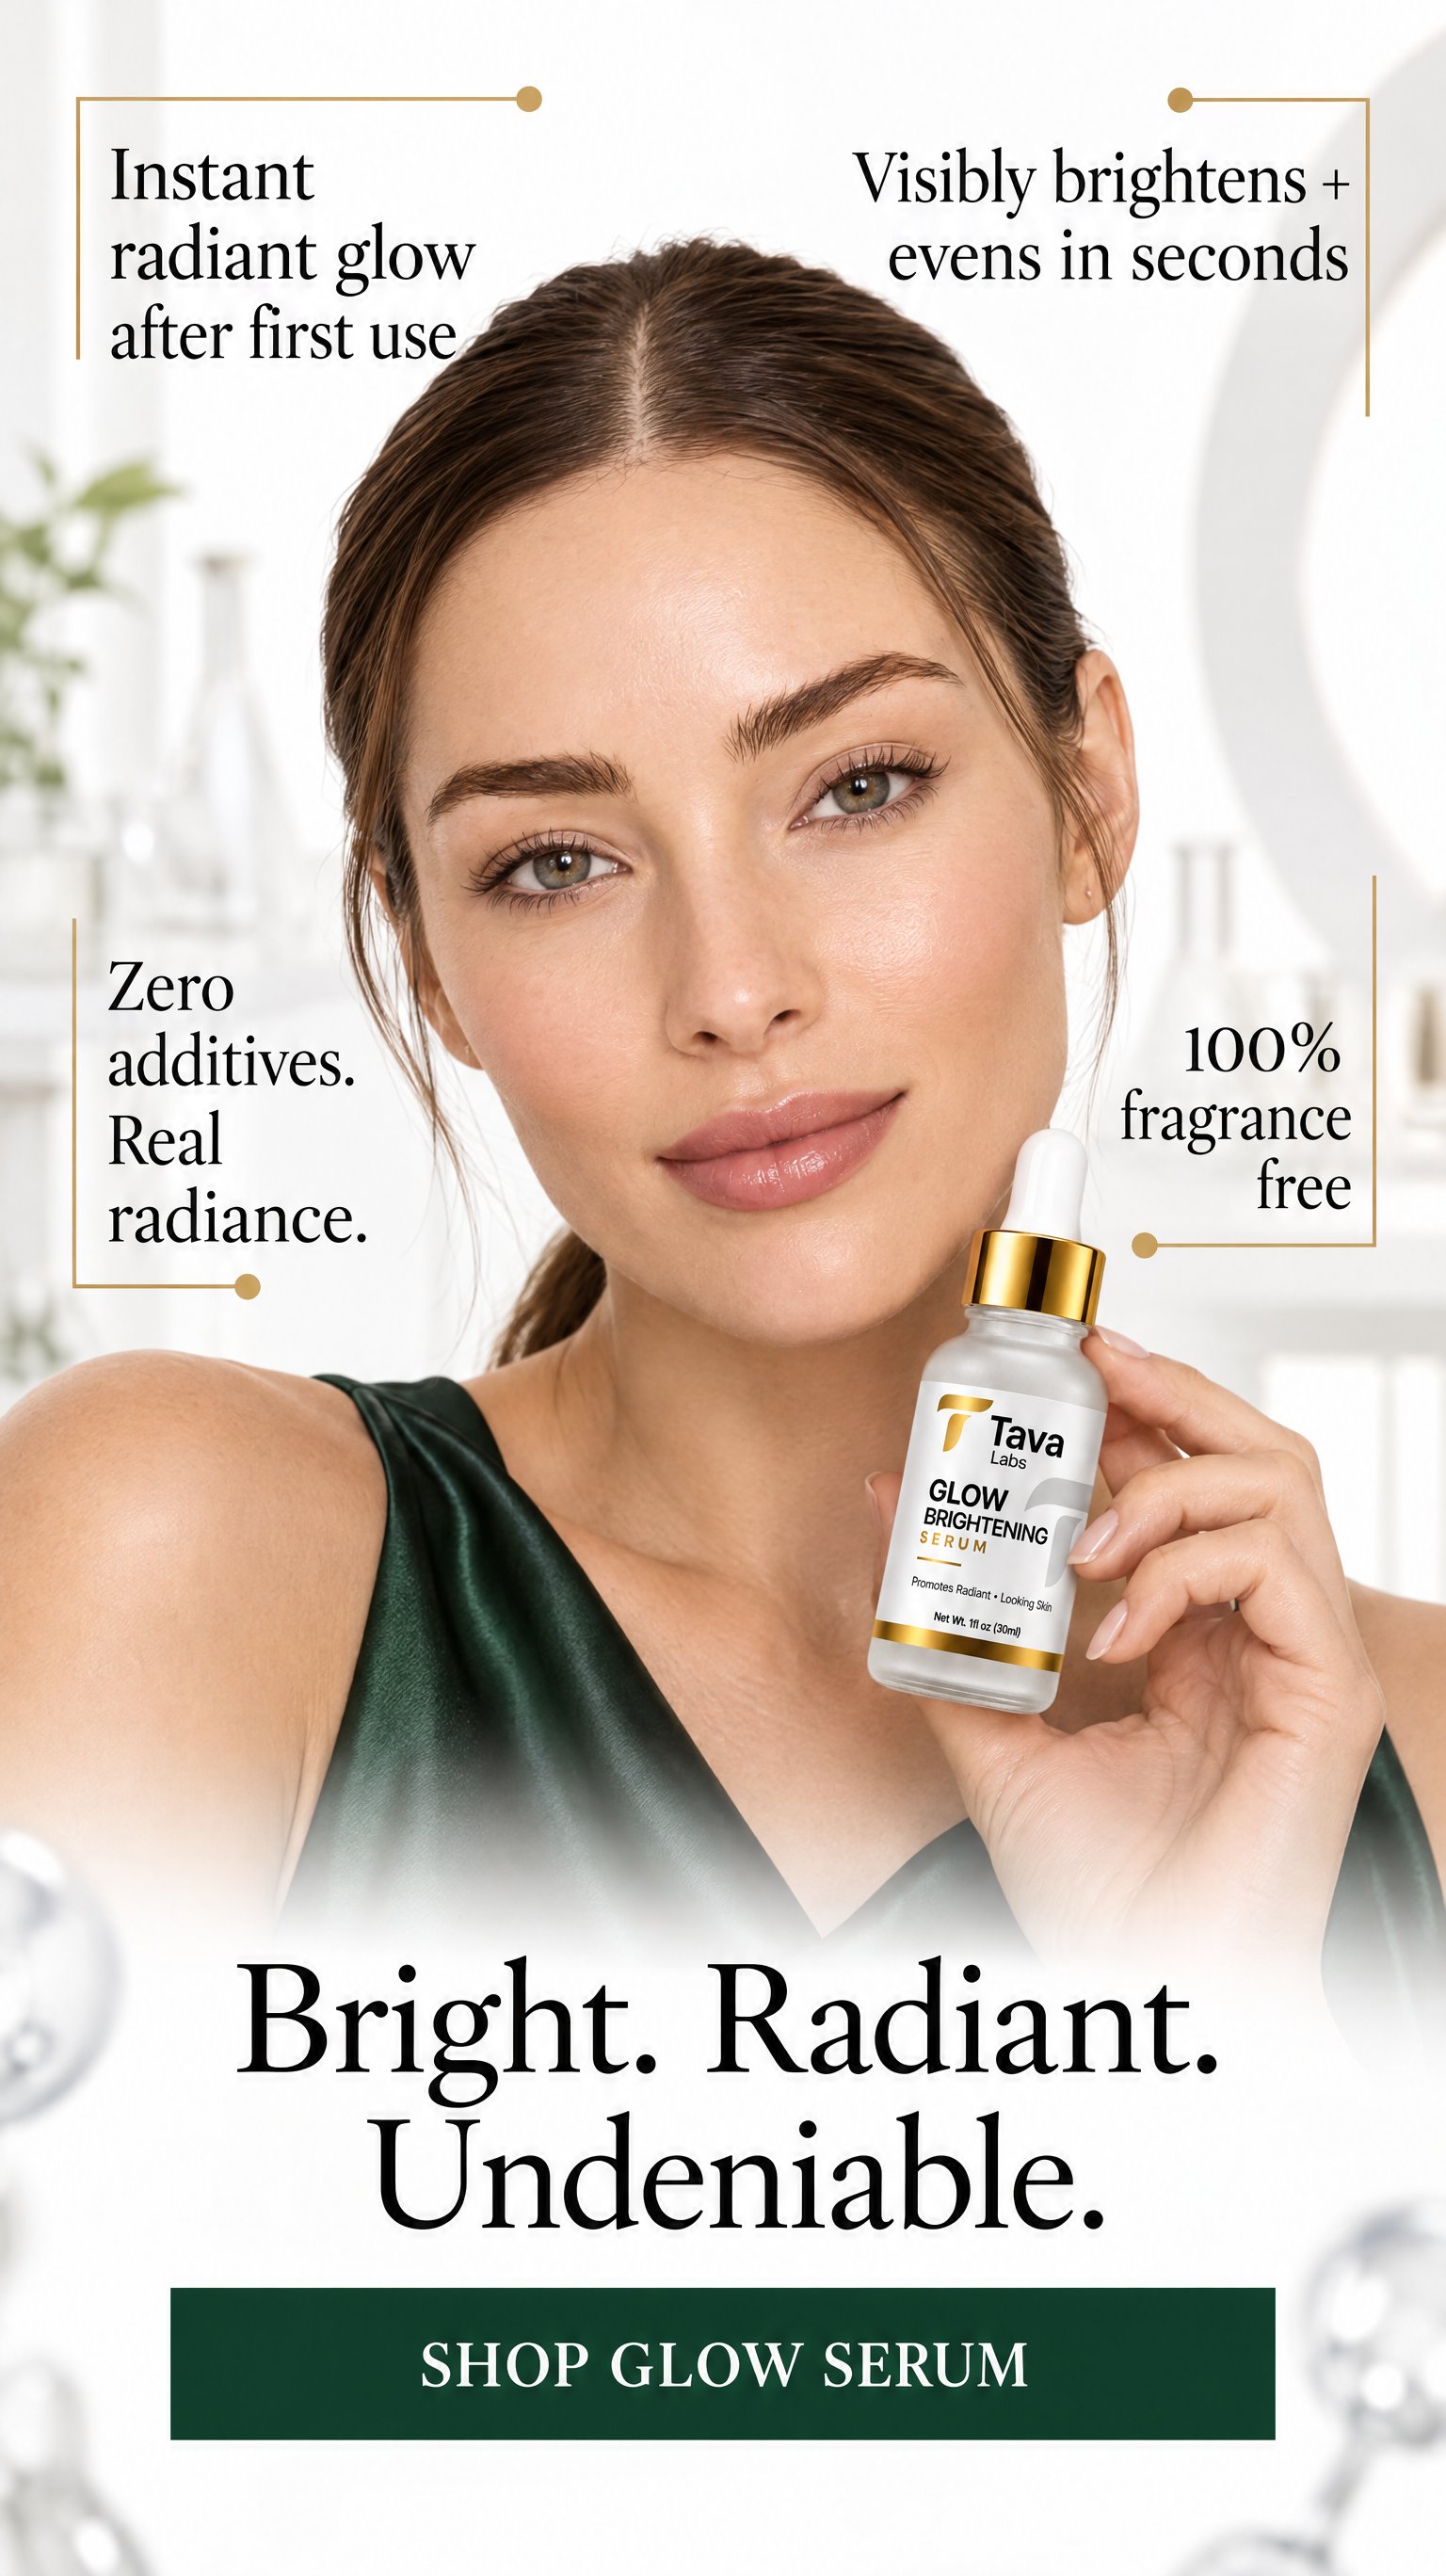 Instant
radiant glow
after first use
Visibly brightens +
evens in seconds
Zero
additives.
Real
radiance.
100%
fragrance
free
Tava
Labs
GLOW
BRIGHTENING
SERUM
Promotes Radiant • Looking Skin
Net Wt. 1fl oz (30ml)
Bright. Radiant.
Undeniable.
SHOP GLOW SERUM